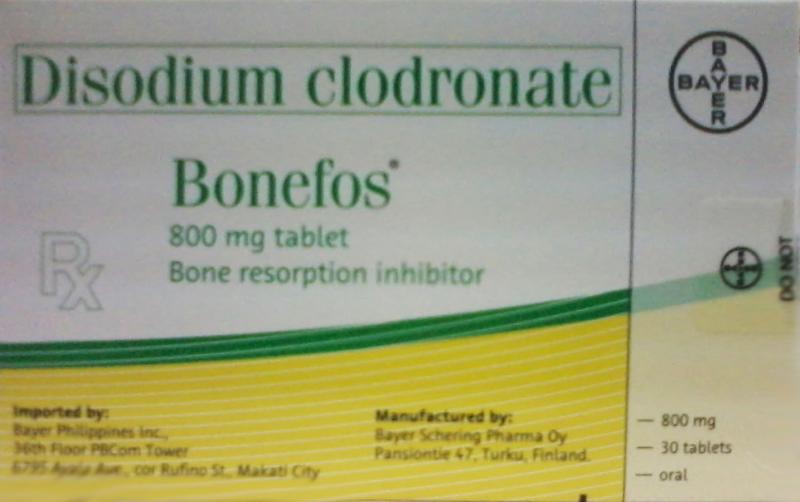 Disodium clodronate
BAYER
BAYER
Bonefos®
800 mg tablet
Bone resorption inhibitor
Rx
DO NOT
Imported by:
Bayer Philippines Inc.,
36th Floor PBCom Tower
6795 Ayala Ave., cor Rufino St., Makati City
Manufactured by:
Bayer Schering Pharma Oy
Pansiontie 47, Turku, Finland.
— 800 mg
— 30 tablets
— oral